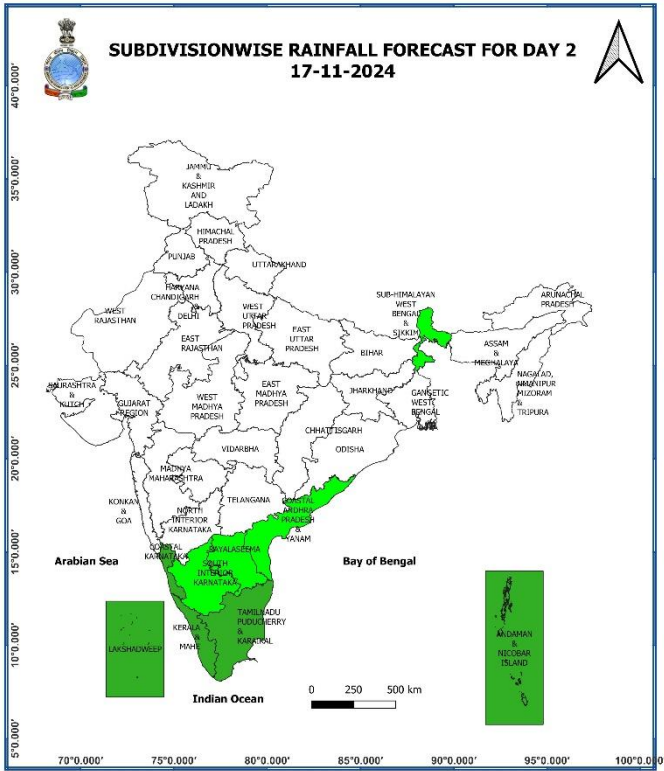 SUBDIVISIONWISE RAINFALL FORECAST FOR DAY 2
17-11-2024
40°0.000'
35°0.000'
30°0.000'
25°0.000'
20°0.000'
15°0.000'
10°0.000'
5°0.000'
JAMMU
&
KASHMIR
AND
LADAKH
HIMACHAL
PRADESH
PUNJAB
UTTARAKHAND
HARYANA
CHANDIGARH
&
DELHI
WEST
RAJASTHAN
WEST
UTTAR
PRADESH
EAST
RAJASTHAN
EAST
UTTAR
PRADESH
SUB-HIMALAYAN
WEST
BENGAL
&
SIKKIM
ARUNACHAL
PRADESH
ASSAM
&
MEGHALAYA
BIHAR
SAURASHTRA
&
KUTCH
GUJARAT
REGION
WEST
MADHYA
PRADESH
EAST
MADHYA
PRADESH
JHARKHAND
GANGETIC
WEST
BENGAL
MIZORAM
&
TRIPURA
CHHATTISGARH
ODISHA
VIDARBHA
MADHYA
MAHARASHTRA
KONKAN
&
GOA
NORTH
INTERIOR
KARNATAKA
TELANGANA
COASTAL
ANDHRA
PRADESH
&
YANAM
COASTAL
KARNATAKA
RAYALASEEMA
SOUTH
INTERIOR
KARNATAKA
Arabian Sea
Bay of Bengal
KERALA
&
MAHE
TAMILNADU
PUDUCHERRY
&
KARAIKAL
LAKSHADWEEP
ANDAMAN
&
NICOBAR
ISLAND
Indian Ocean
0 250 500 km
70°0.000' 75°0.000' 80°0.000' 85°0.000' 90°0.000' 95°0.000' 100°0.000'